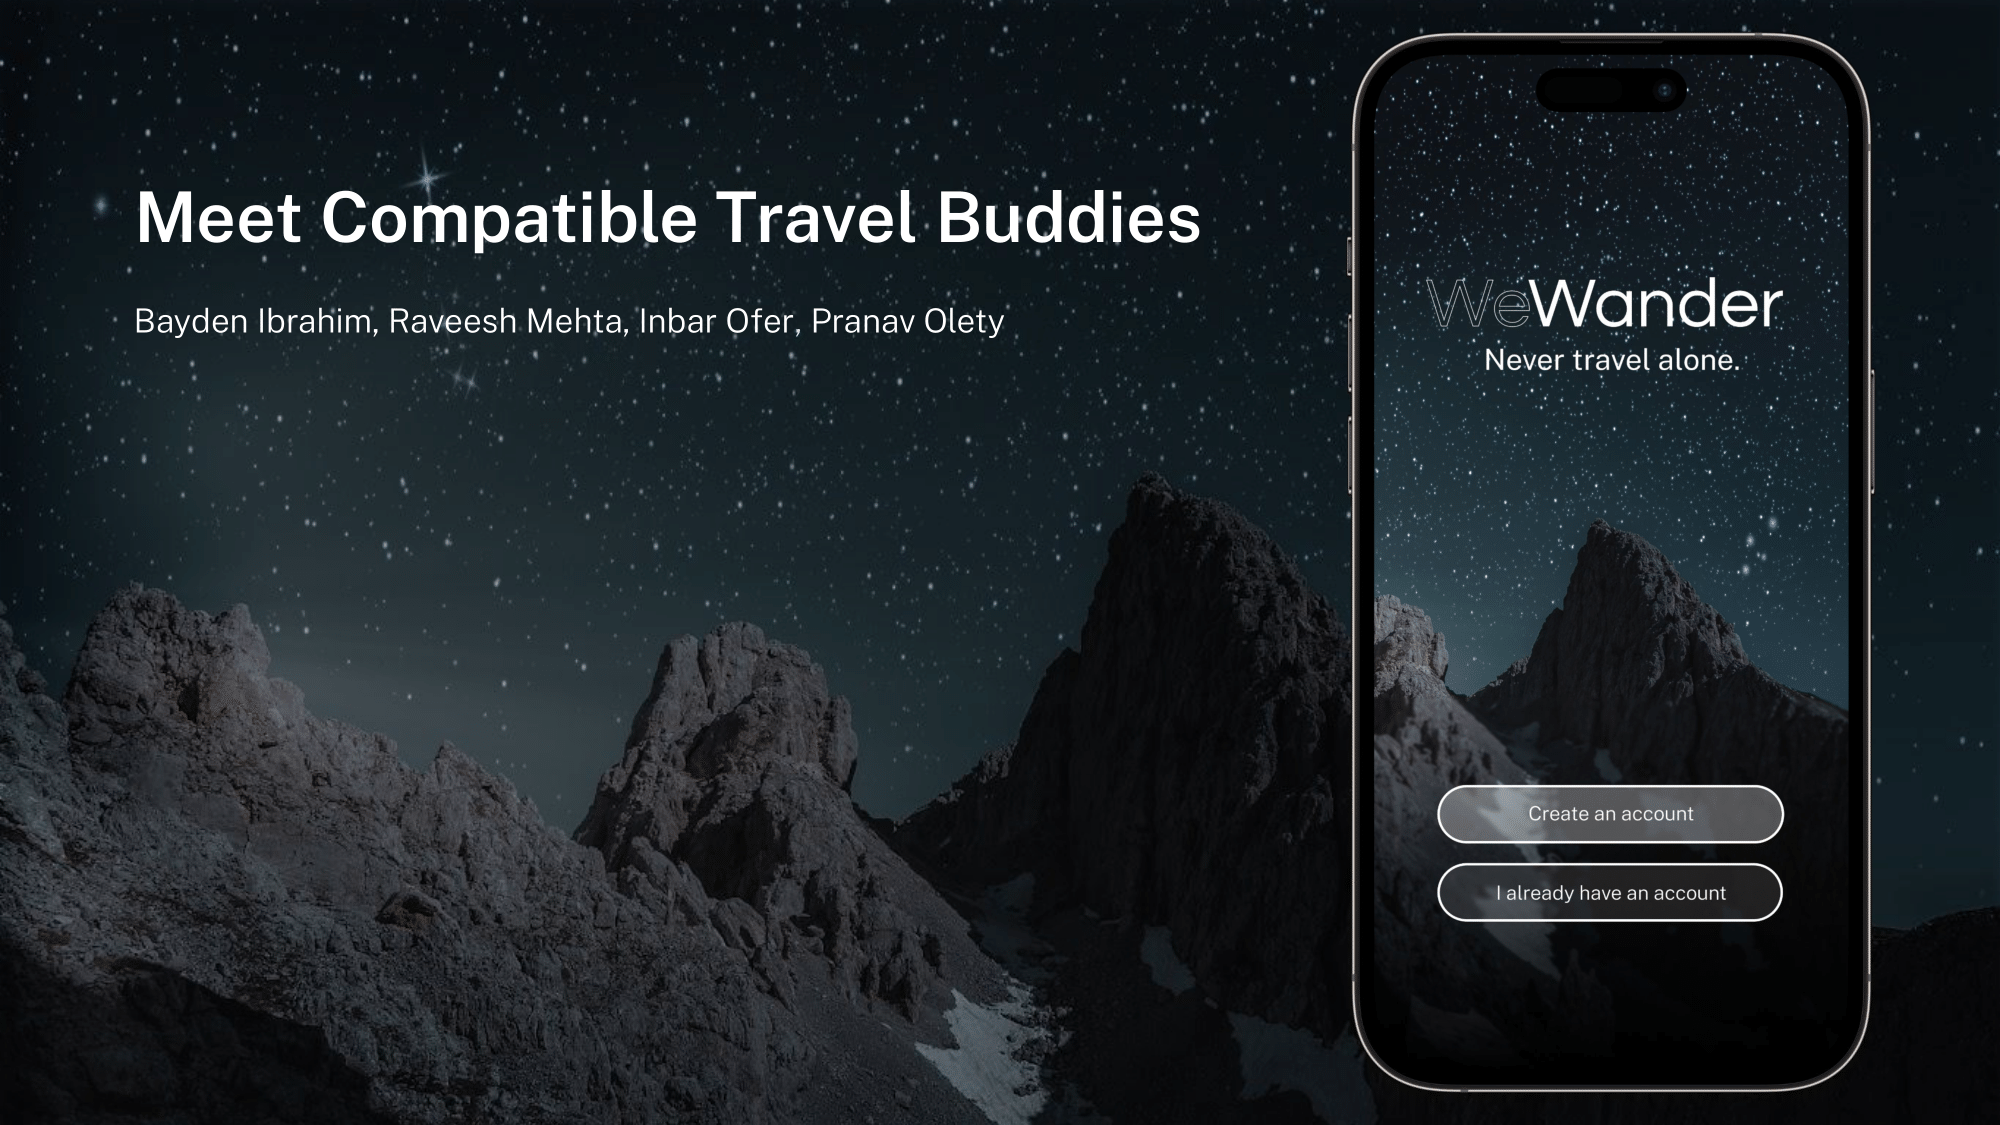 Meet Compatible Travel Buddies
Bayden Ibrahim, Raveesh Mehta, Inbar Ofer, Pranav Olety
WeWander
Never travel alone.
Create an account
I already have an account